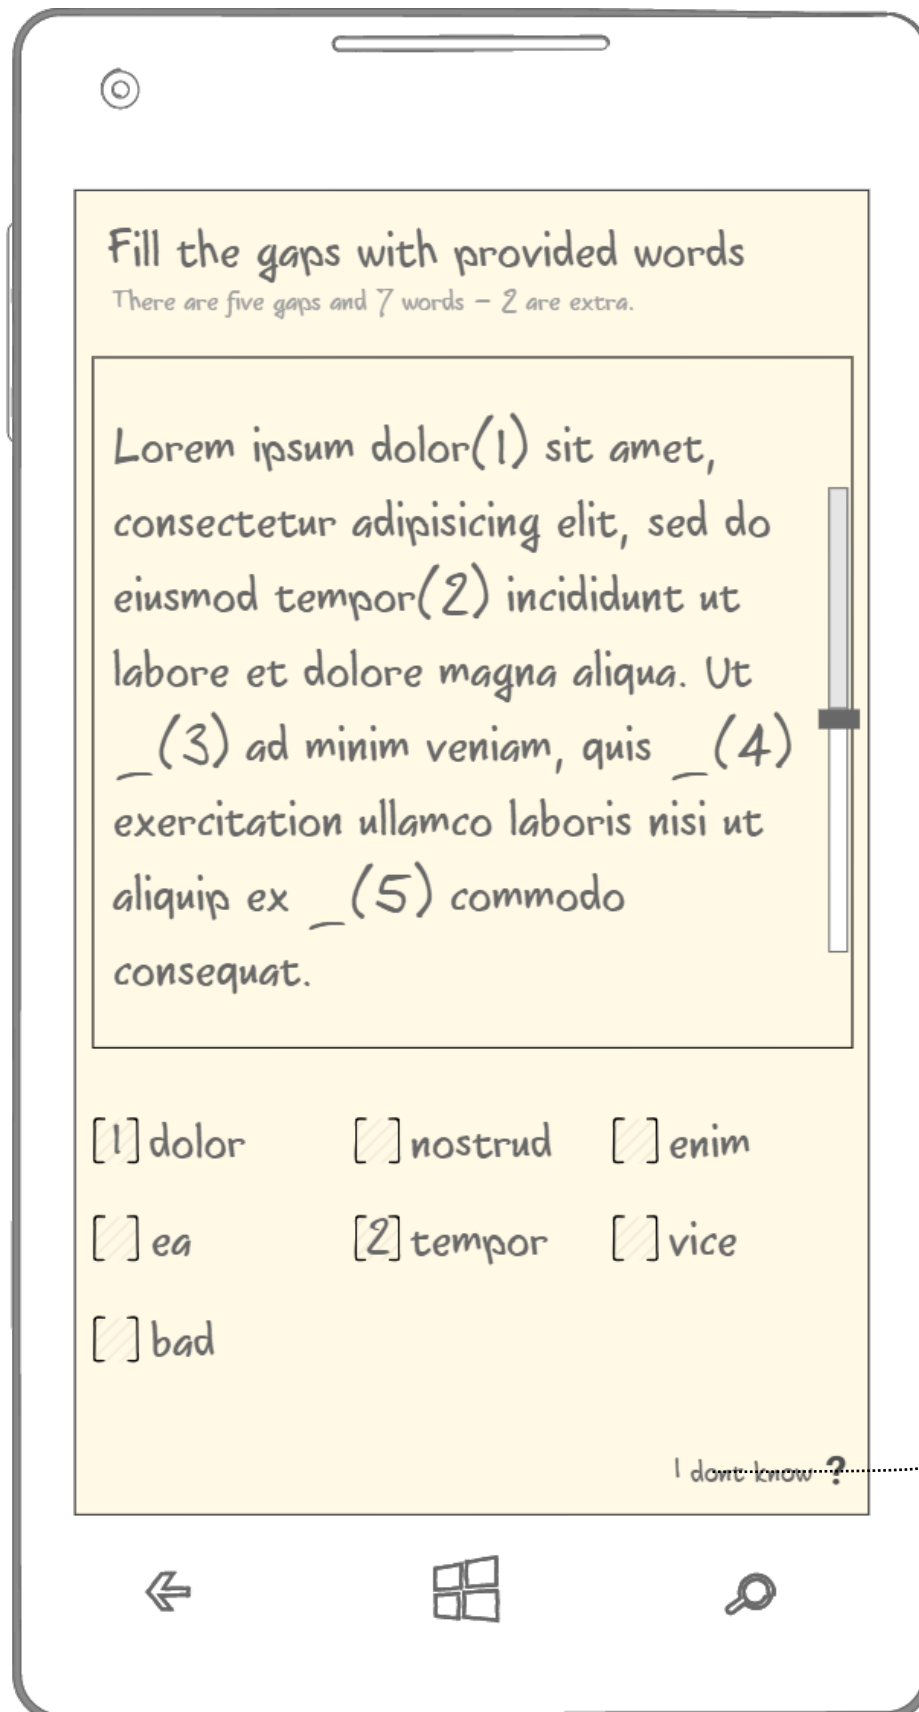 Fill the gaps with provided words
There are five gaps and 7 words – 2 are extra.
Lorem ipsum dolor(1) sit amet,
consectetur adipisicing elit, sed do
eiusmod tempor(2) incididunt ut
labore et dolore magna aliqua. Ut
_(3) ad minim veniam, quis _(4)
exercitation ullamco laboris nisi ut
aliquip ex _(5) commodo
consequat.
[1] dolor [ ] nostrud [ ] enim
[ ] ea [2] tempor [ ] vice
[ ] bad
I dont know ?